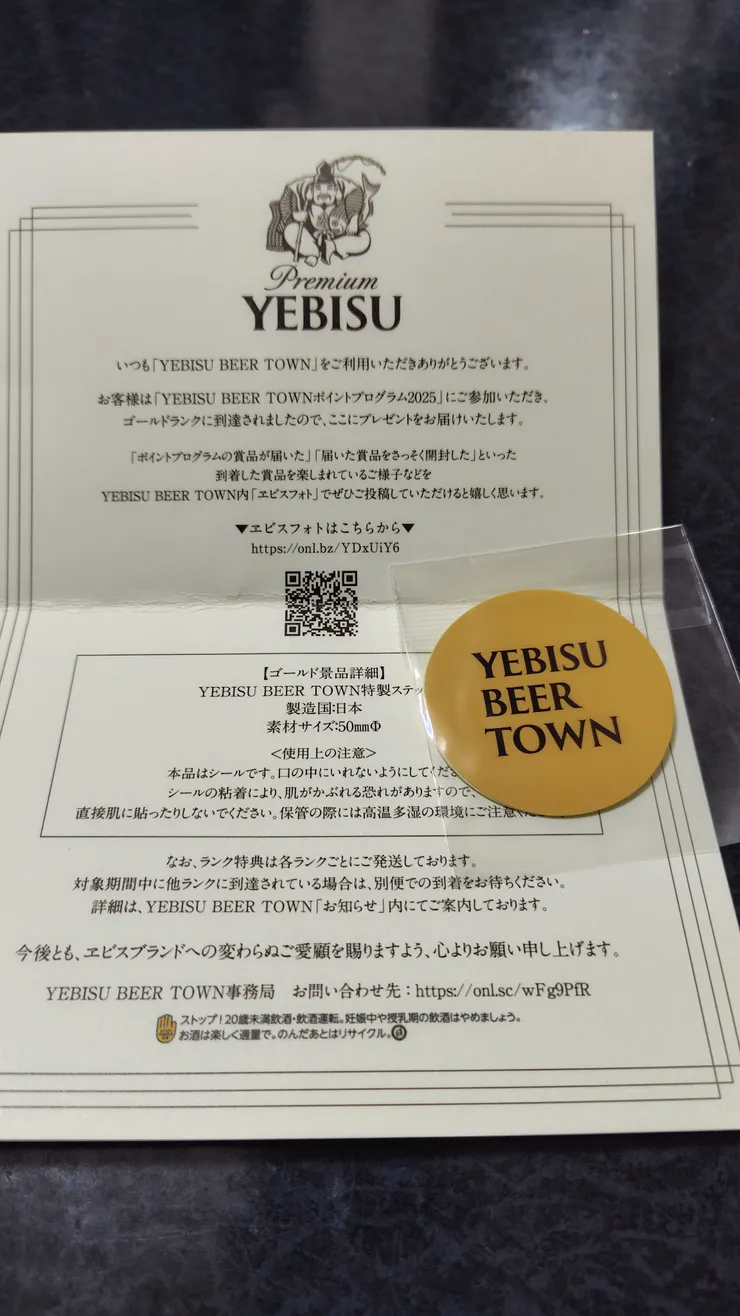 Premium
YEBISU
いつも「YEBISU BEER TOWN」をご利用いただきありがとうございます。
お客様は「YEBISU BEER TOWNポイントプログラム2025」にご参加いただき、
ゴールドランクに到達されましたので、ここにプレゼントをお届けいたします。
「ポイントプログラムの賞品が届いた」「届いた賞品をさっそく開封した」といった
到着した賞品を楽しまれているご様子などを
YEBISU BEER TOWN内「ヱビスフォト」でぜひご投稿していただけると嬉しく思います。
▼ヱビスフォトはこちらから▼
https://onl.bz/YDxUiY6
【ゴールド景品詳細】
YEBISU BEER TOWN特製ステッ
製造国:日本
素材サイズ:50mmΦ
<使用上の注意>
本品はシールです。口の中にいれないようにしてくださ
シールの粘着により、肌がかぶれる恐れがありますので、
直接肌に貼ったりしないでください。保管の際には高温多湿の環境にご注意ください。
YEBISU
BEER
TOWN
なお、ランク特典は各ランクごとにご発送しております。
対象期間中に他ランクに到達されている場合は、別便での到着をお待ちください。
詳細は、YEBISU BEER TOWN「お知らせ」内にてご案内しております。
今後とも、ヱビスブランドへの変わらぬご愛顧を賜りますよう、心よりお願い申し上げます。
YEBISU BEER TOWN事務局 お問い合わせ先：https://onl.sc/wFg9PfR
ストップ！20歳未満飲酒・飲酒運転。妊娠中や授乳期の飲酒はやめましょう。
お酒は楽しく適量で。のんだあとはリサイクル。